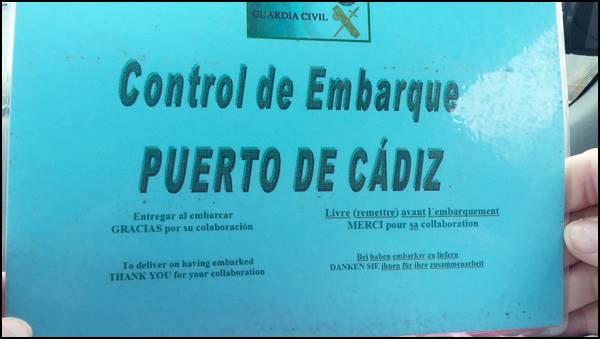 GUARDIA CIVIL
Control de Embarque
PUERTO DE CÁDIZ
Entregar al embarcar
GRACIAS por su colaboración
Livre (remettre) avant l´embarquement
MERCI pour sa collaboration
To deliver on having embarked
THANK YOU for your collaboration
Bei haben embarker zu liefern
DANKEN SIE ihnen für ihre zusammenarbeit